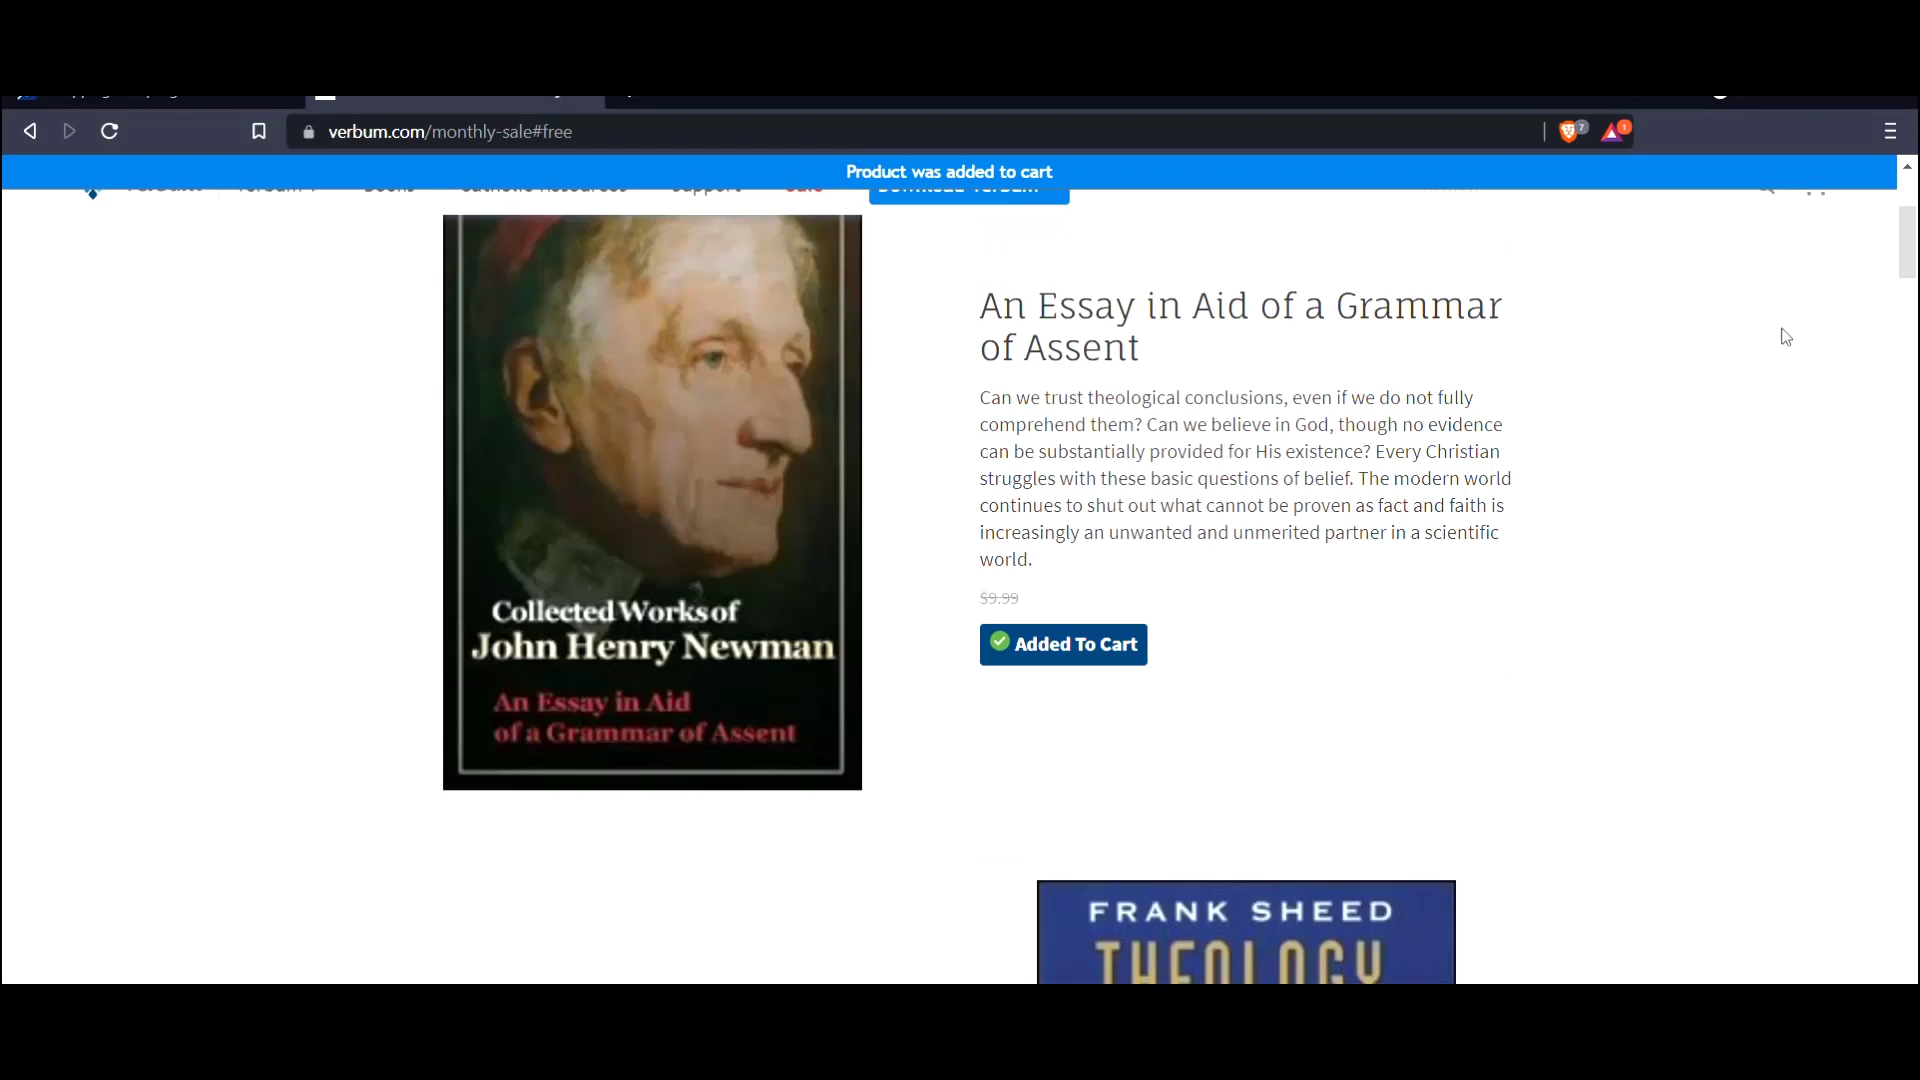 verbum.com/monthly-sale#free
7
1
Product was added to cart
An Essay in Aid of a Grammar
of Assent
Can we trust theological conclusions, even if we do not fully
comprehend them? Can we believe in God, though no evidence
can be substantially provided for His existence? Every Christian
struggles with these basic questions of belief. The modern world
continues to shut out what cannot be proven as fact and faith is
increasingly an unwanted and unmerited partner in a scientific
world.
$9.99
Added To Cart
Collected Works of
John Henry Newman
An Essay in Aid
of a Grammar of Assent
FRANK SHEED
THEOLOGY